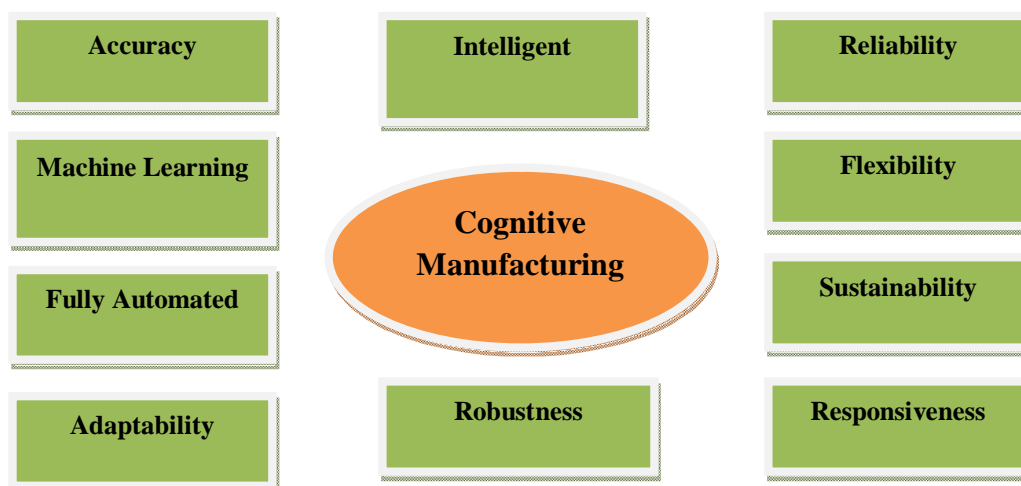 Accuracy
Intelligent
Reliability
Machine Learning
Flexibility
Cognitive
Manufacturing
Fully Automated
Sustainability
Adaptability
Robustness
Responsiveness